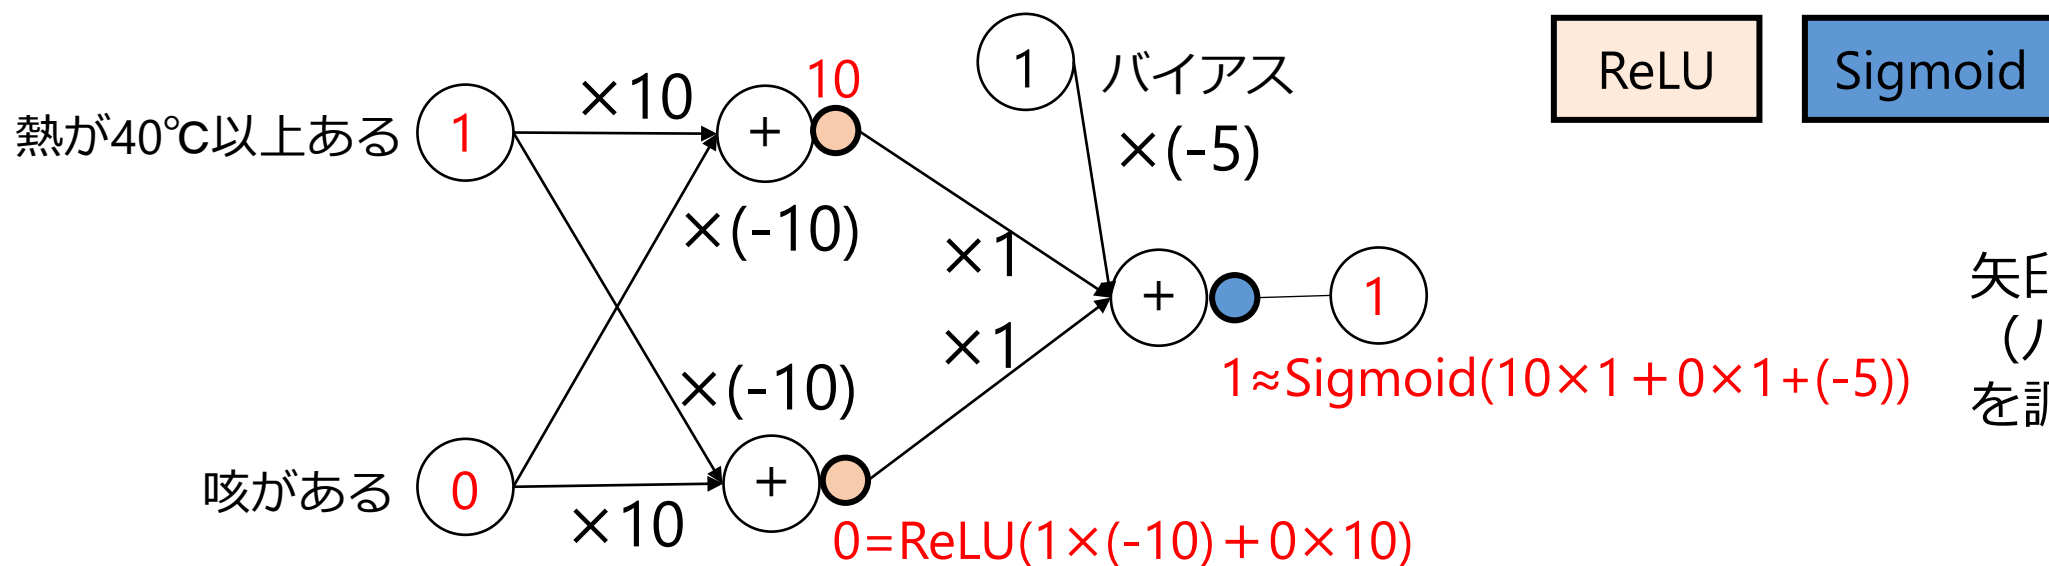 熱が40℃以上ある
1
×10
+
10
1
バイアス
×(-5)
ReLU
Sigmoid
×(-10)
×1
+
1
×1
1≈Sigmoid(10×1+0×1+(-5))
×(-10)
咳がある
0
×10
+
0=ReLU(1×(-10)+0×10)
矢
を